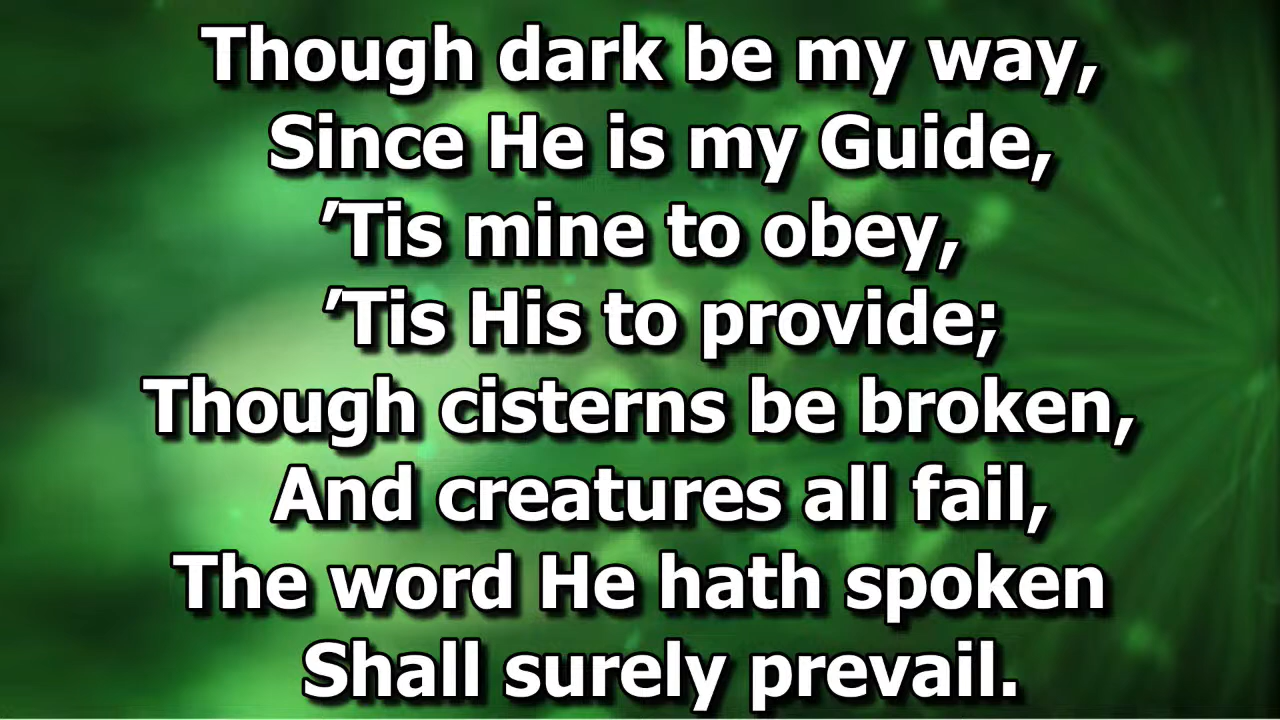 Though dark be my way,
Since He is my Guide,
’Tis mine to obey,
’Tis His to provide;
Though cisterns be broken,
And creatures all fail,
The word He hath spoken
Shall surely prevail.